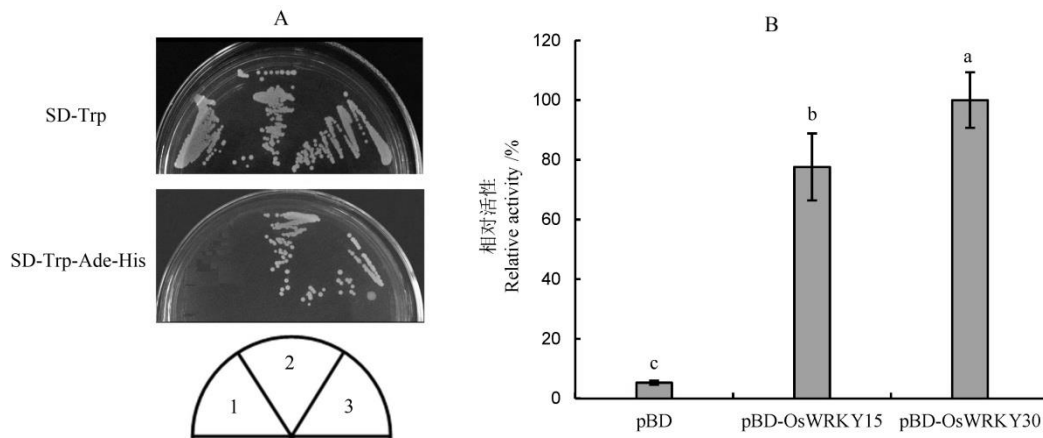 A
SD-Trp
SD-Trp-Ade-His
1
2
3
B
相对活性
Relative activity /%
120
100
80
60
40
20
0
c
b
a
pBD
pBD-OsWRKY15
pBD-OsWRKY30